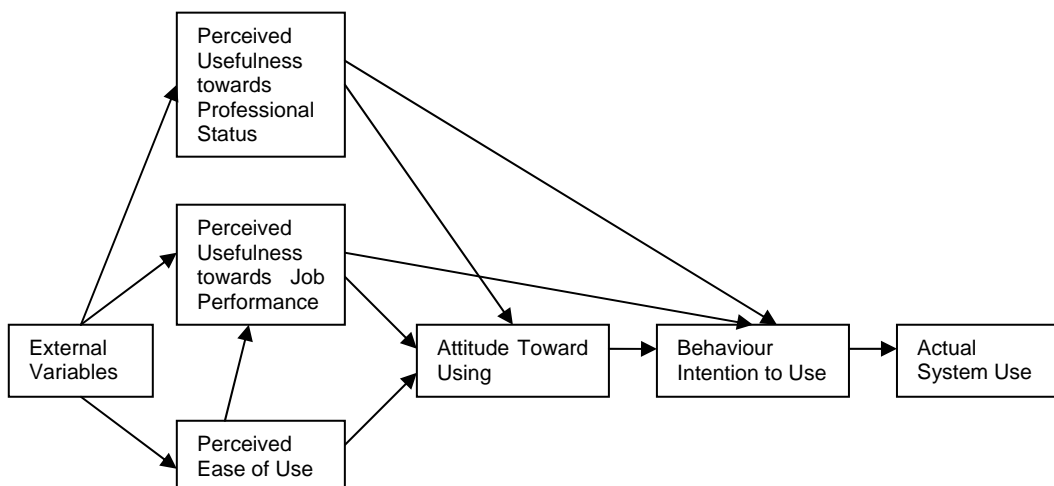 Perceived
Usefulness
towards
Professional
Status
Perceived
Usefulness
towards Job
Performance
External
Variables
Perceived
Ease of Use
Attitude Toward
Using
Behaviour
Intention to Use
Actual
System Use